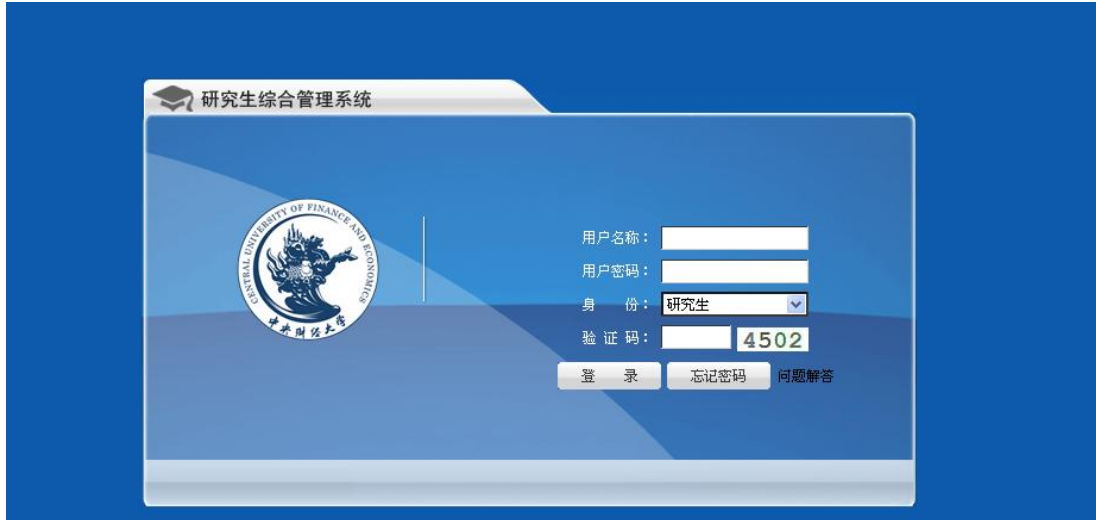 研究生综合管理系统
CENTRAL UNIVERSITY OF FINANCE AND ECONOMICS
中央财经大学
用户名称：
用户密码：
身 份： 研究生
验 证 码： 4502
登 录 忘记密码 问题解答